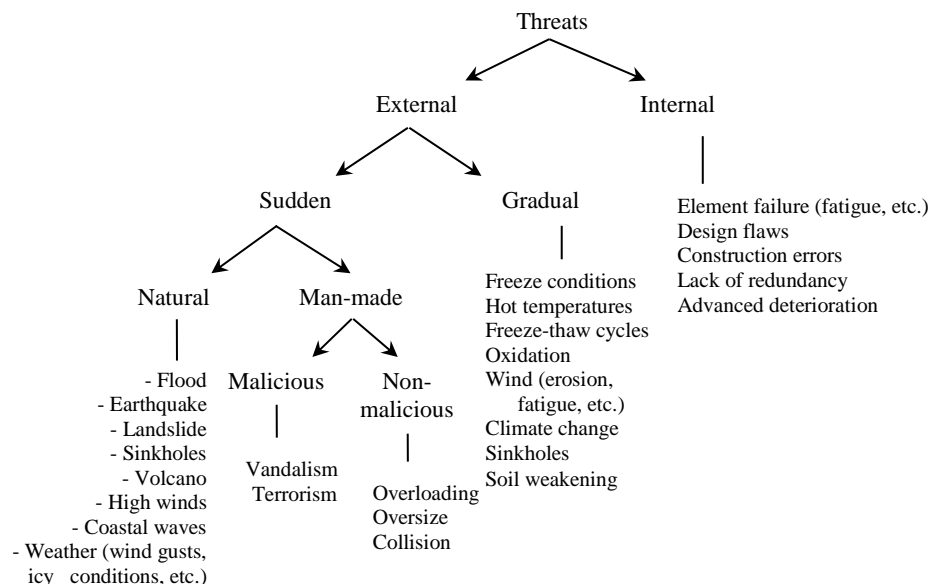 Threats
External
Internal
Sudden
Gradual
Element failure (fatigue, etc.)
Design flaws
Construction errors
Lack of redundancy
Advanced deterioration
Natural
Man-made
Freeze conditions
Hot temperatures
Freeze-thaw cycles
Oxidation
Wind (erosion,
fatigue, etc.)
Climate change
Sinkholes
Soil weakening
- Flood
- Earthquake
- Landslide
- Sinkholes
- Volcano
- High winds
- Coastal waves
- Weather (wind gusts,
icy conditions, etc.)
Malicious
Vandalism
Terrorism
Non-
malicious
Overloading
Oversize
Collision